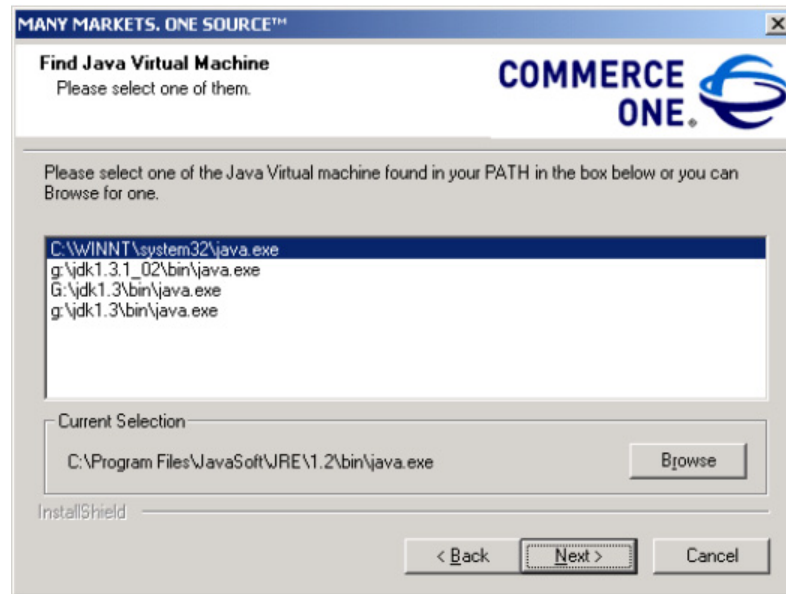 MANY MARKETS. ONE SOURCE™
Find Java Virtual Machine
Please select one of them.
COMMERCE
ONE®
Please select one of the Java Virtual machine found in your PATH in the box below or you can
Browse for one.
C:\WINNT\system32\java.exe
g:\jdk1.3.1_02\bin\java.exe
G:\jdk1.3\bin\java.exe
g:\jdk1.3\bin\java.exe
Current Selection
C:\Program Files\JavaSoft\JRE\1.2\bin\java.exe
Browse
InstallShield
< Back
Next >
Cancel